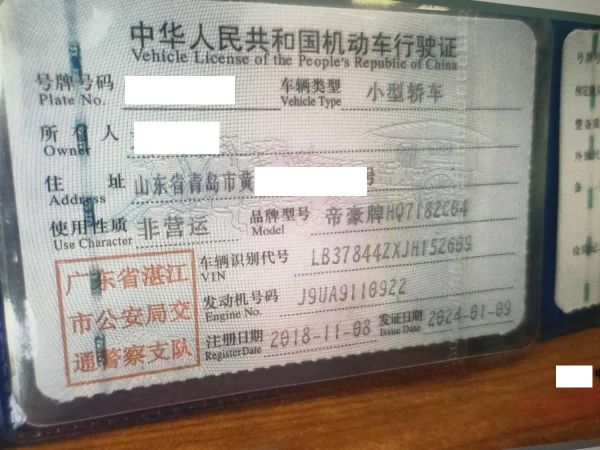 中华人民共和国机动车行驶证
Vehicle License of the People's Republic of China
号牌号码 车辆类型 小型轿车
Plate No. Vehicle Type
所有人
Owner
住址 山东省青岛市黄 号
Address
使用性质 非营运 品牌型号 帝豪牌HQ7182C04
Use Character Model
车辆识别代号 LB37844ZXJH152609
VIN
发动机号码 J9UA9110922
Engine No.
注册日期 2018-11-08 发证日期 2024-01-09
Register Date Issue Date
广东省湛江
市公安局交
通警察支队